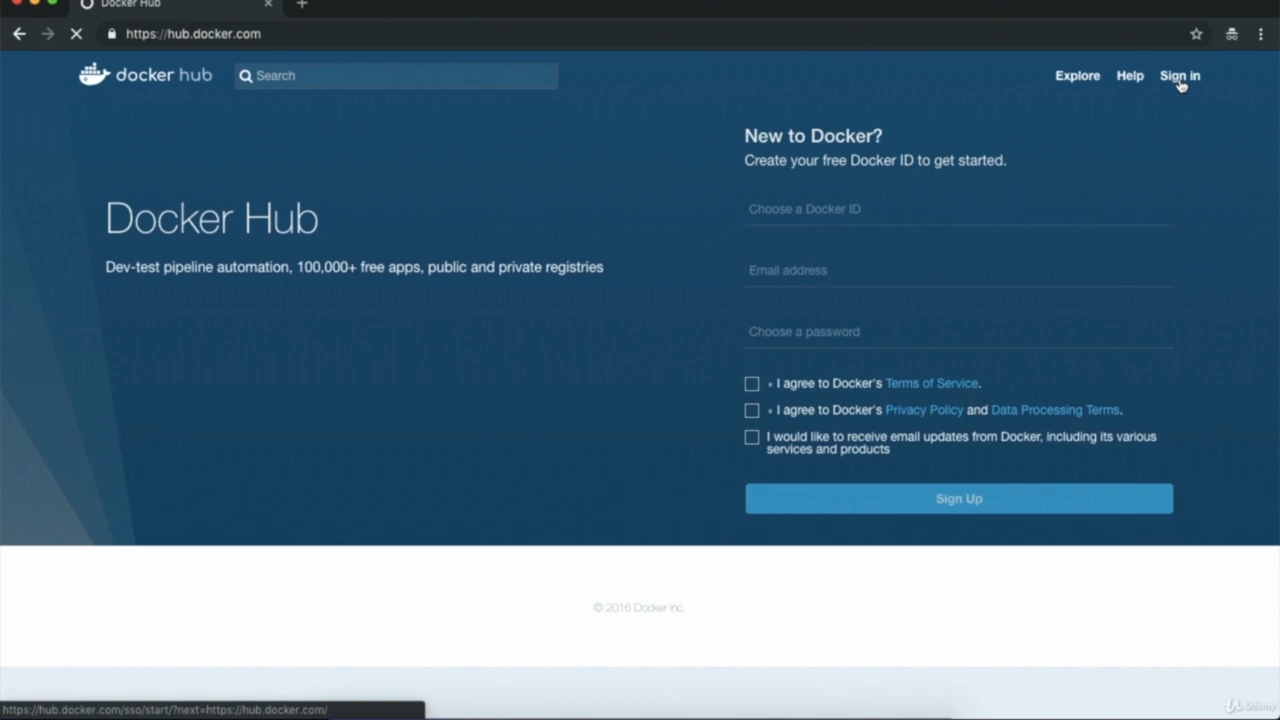 Docker Hub
https://hub.docker.com
docker hub
Search
Explore Help Sign in
New to Docker?
Create your free Docker ID to get started.
Choose a Docker ID
Docker Hub
Dev-test pipeline automation, 100,000+ free apps, public and private registries
Email address
Choose a password
I agree to Docker's Terms of Service.
I agree to Docker's Privacy Policy and Data Processing Terms.
I would like to receive email updates from Docker, including its various
services and products
Sign Up
© 2016 Docker Inc.
https://hub.docker.com/sso/start/?next=https://hub.docker.com/
Udemy